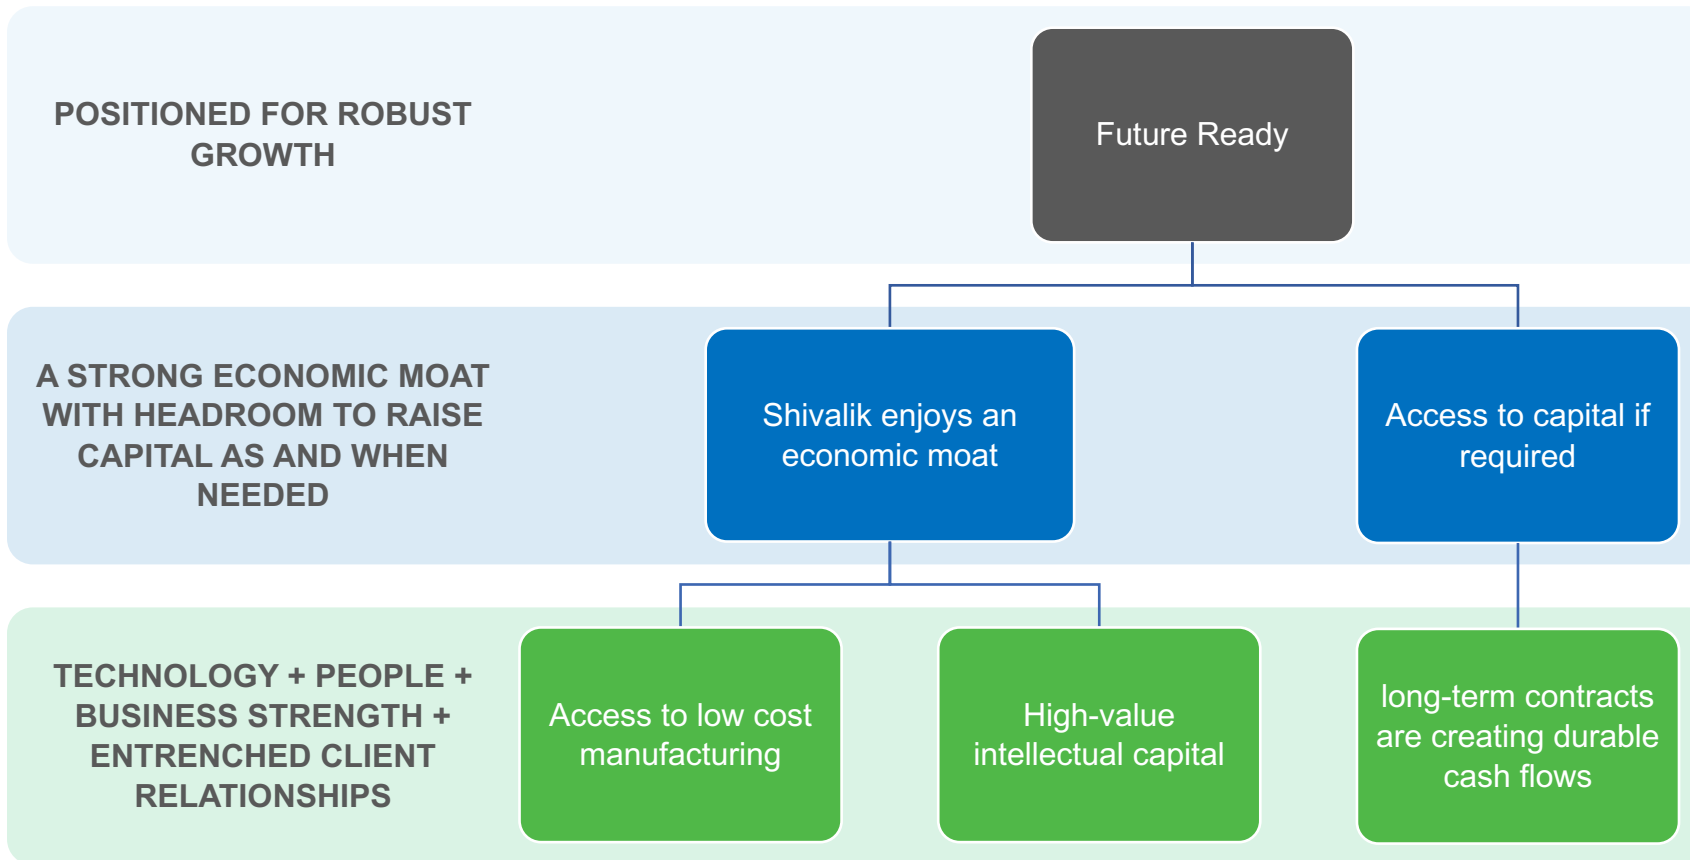 POSITIONED FOR ROBUST
GROWTH
Future Ready
A STRONG ECONOMIC MOAT
WITH HEADROOM TO RAISE
CAPITAL AS AND WHEN
NEEDED
Shivalik enjoys an
economic moat
Access to capital if
required
TECHNOLOGY + PEOPLE +
BUSINESS STRENGTH +
ENTRENCHED CLIENT
RELATIONSHIPS
Access to low cost
manufacturing
High-value
intellectual capital
long-term contracts
are creating durable
cash flows